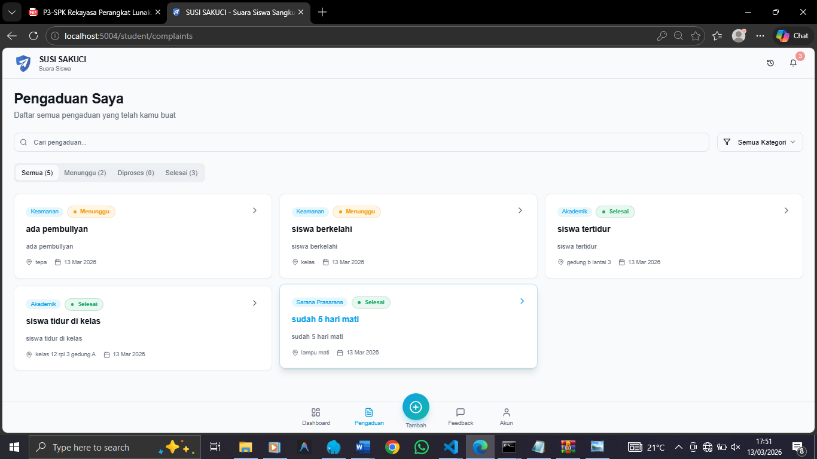 P3-SPK Rekayasa Perangkat Lunak
SUSI SAKUCI - Suara Siswa Sangku
localhost:5004/student/complaints
Chat
SUSI SAKUCI
Suara Siswa
3
Pengaduan Saya
Daftar semua pengaduan yang telah kamu buat
Cari pengaduan...
Semua Kategori
Semua (5) Menunggu (2) Diproses (0) Selesai (3)
Keamanan Menunggu
ada pembullyan
ada pembullyan
tepa 13 Mar 2026
Keamanan Menunggu
siswa berkelahi
siswa berkelahi
kelas 13 Mar 2026
Akademik Selesai
siswa tertidur
siswa tertidur
gedung b lantai 3 13 Mar 2026
Akademik Selesai
siswa tidur di kelas
siswa tidur di kelas
kelas 12 rpl 3 gedung A 13 Mar 2026
Sarana Prasarana Selesai
sudah 5 hari mati
sudah 5 hari mati
lampu mati 13 Mar 2026
Dashboard Pengaduan Tambah Feedback Akun
Type here to search
21°C
17:51
13/03/2026
8